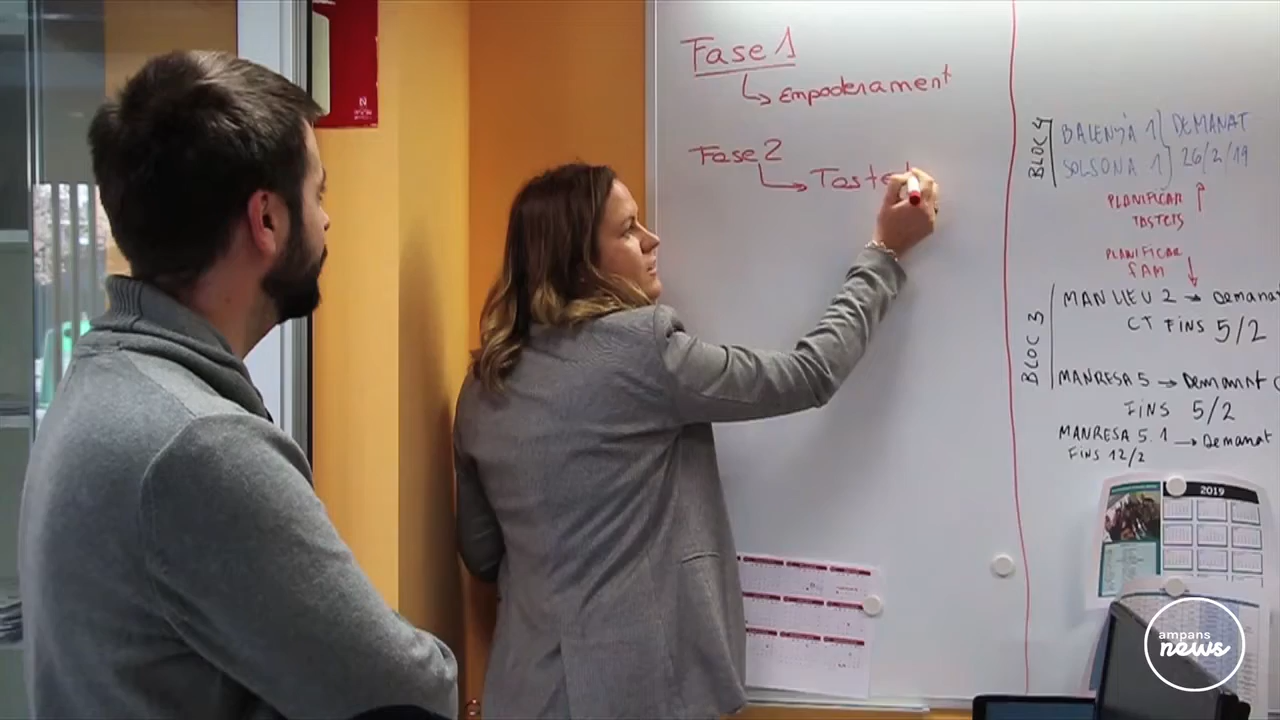 Fase 1
↳ Empoderament
Fase 2
↳ Taste
BLOC 4
BALENYÀ 1
SOLSONA 1
DEMANAT
26/2/19
PLANIFICAR
TASTETS
PLANIFICAR
FAM
BLOC 3
MANLLEU 2 → Demanat
CT FINS 5/2
MANRESA 5 → Demanat
FINS 5/2
MANRESA 5.1 → Demanat
FINS 12/2
2019
ampans
news